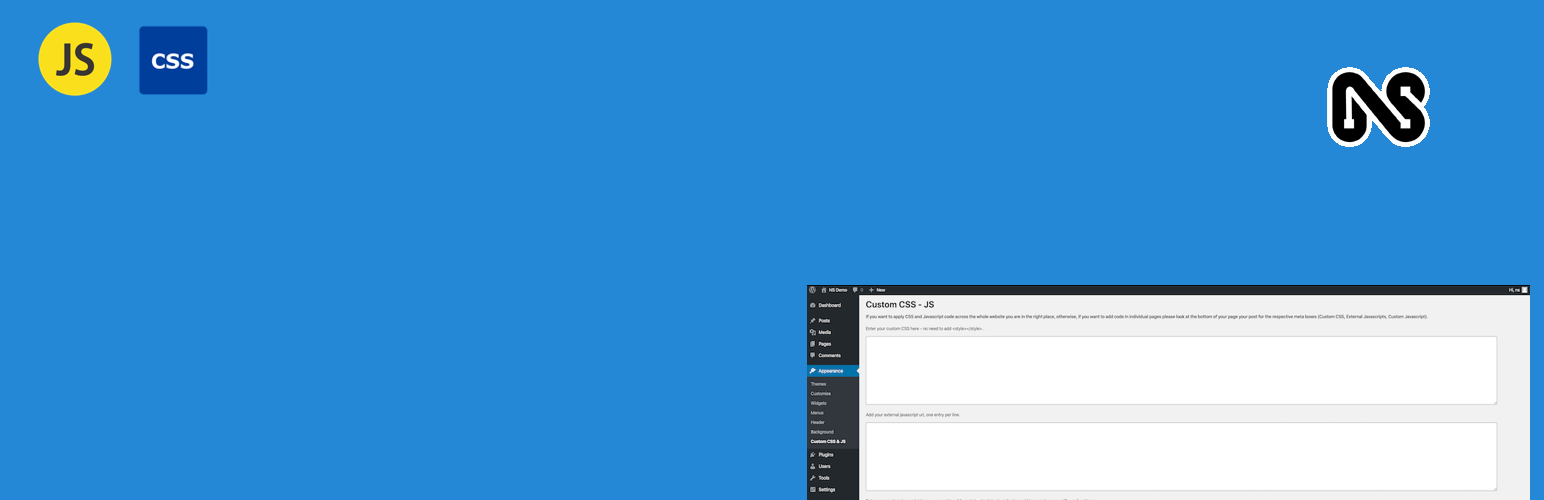 JS
CSS
NS
NS Demo 0 New Hi, ns
Dashboard
Posts
Media
Pages
Comments
Appearance
Themes
Customise
Widgets
Menus
Header
Background
Custom CSS & JS
Plugins
Users
Tools
Settings
Custom CSS - JS
If you want to apply CSS and Javascript code across the whole website you are in the right place, otherwise, if you want to add code in individual pages please look at the bottom of your page your post for the respective meta boxes (Custom CSS, External Javascripts, Custom Javascript).
Enter your custom CSS here - no need to add <style></style>.
Add your external javascript url, one entry per line.